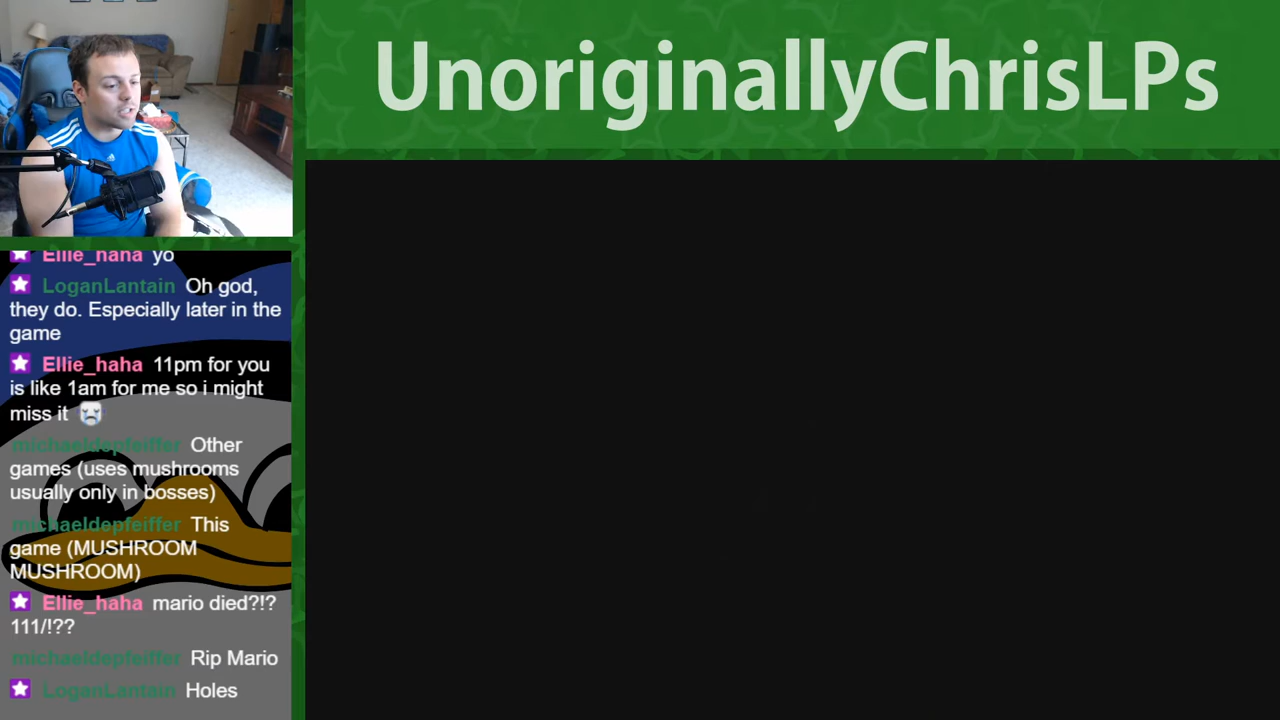 UnoriginallyChrisLPs
Ellie_haha yo
LoganLantain Oh god,
they do. Especially later in the
game
Ellie_haha 11pm for you
is like 1am for me so i might
miss it
michaeldepfeiffer Other
games (uses mushrooms
usually only in bosses)
michaeldepfeiffer This
game (MUSHROOM
MUSHROOM)
Ellie_haha mario died?!?
111/!??
michaeldepfeiffer Rip Mario
LoganLantain Holes